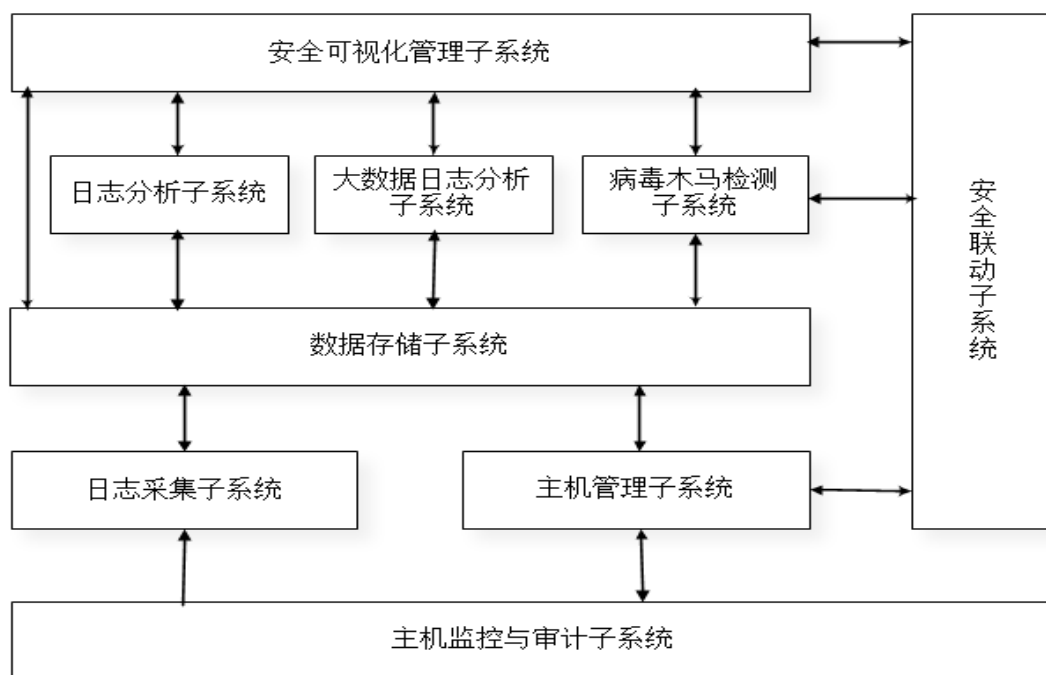 安全可视化管理子系统
日志分析子系统
大数据日志分析
子系统
病毒木马检测
子系统
安全联动子系统
数据存储子系统
日志采集子系统
主机管理子系统
主机监控与审计子系统